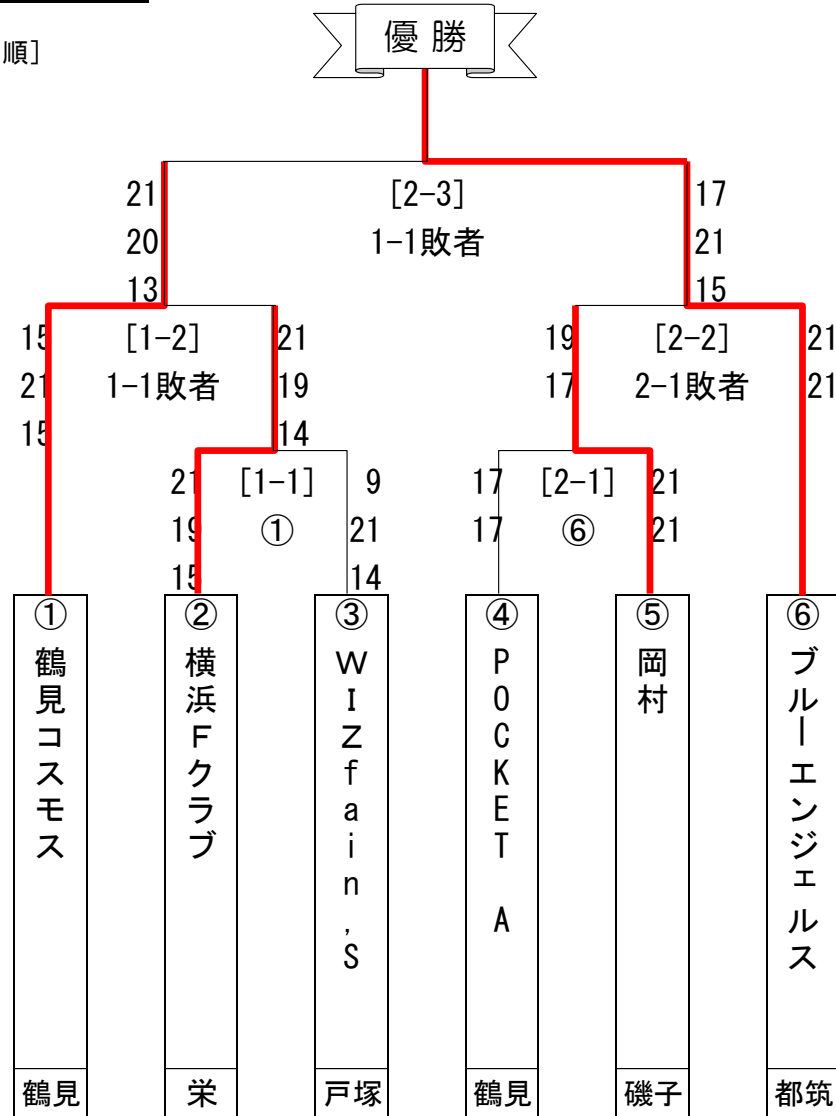 優 勝
順]
21 [2-3] 17
20 1-1敗者 21
13 15
15 [1-2] 21 19 [2-2] 21
21 1-1敗者 19 17 2-1敗者 21
15 14
21 [1-1] 9 17 [2-1] 21
19 ① 21 17 ⑥ 21
15 14
① ② ③ ④ ⑤ ⑥
鶴見コスモス
横浜Fクラブ
WIZfain,S
POCKET A
岡村
ブルーエンジェルス
鶴見 栄 戸塚 鶴見 磯子 都筑